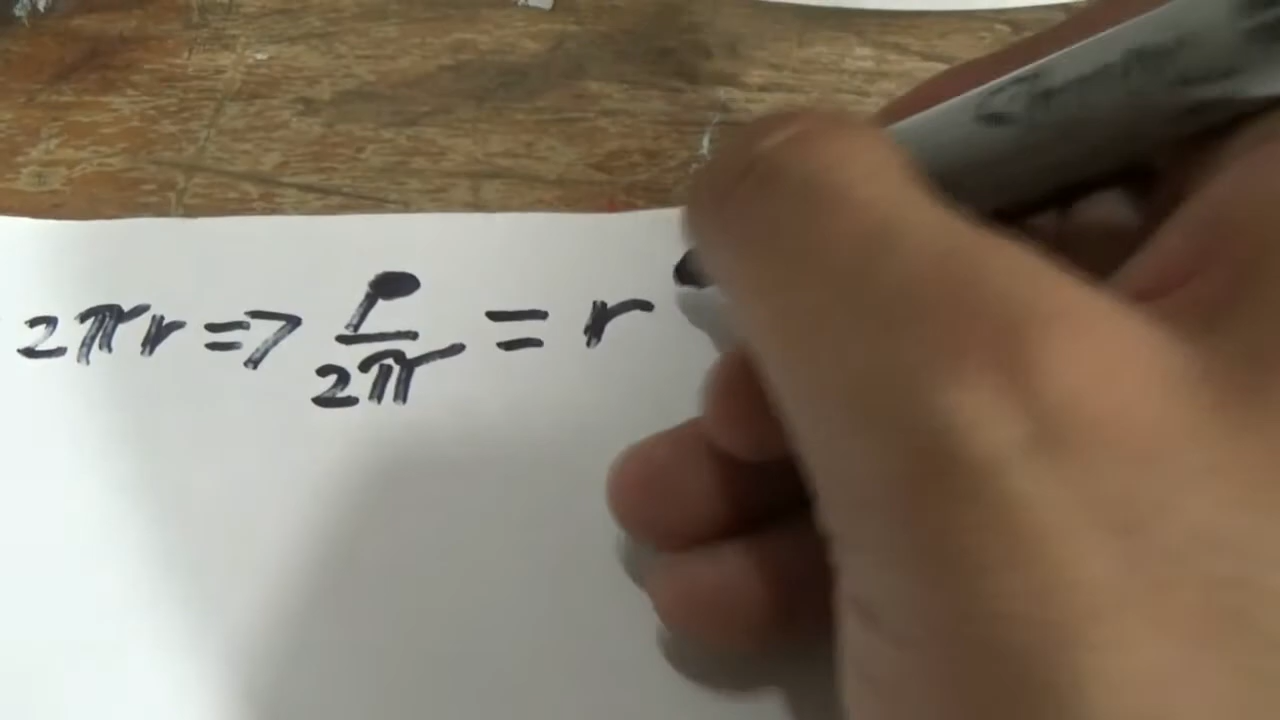 2πr => P/2π = r